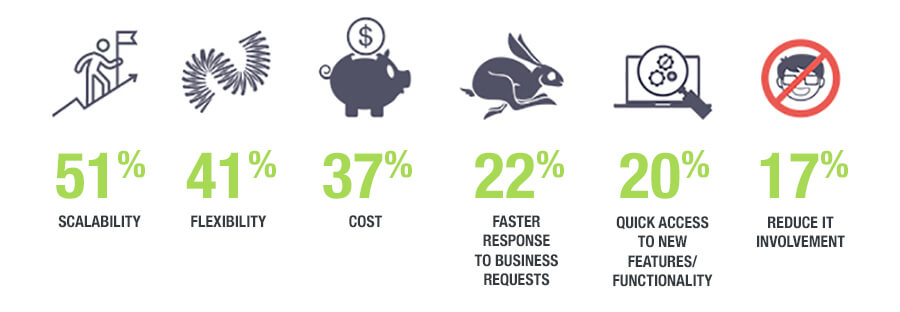 $
51%
SCALABILITY
41%
FLEXIBILITY
37%
COST
22%
FASTER
RESPONSE
TO BUSINESS
REQUESTS
20%
QUICK ACCESS
TO NEW
FEATURES/
FUNCTIONALITY
17%
REDUCE IT
INVOLVEMENT